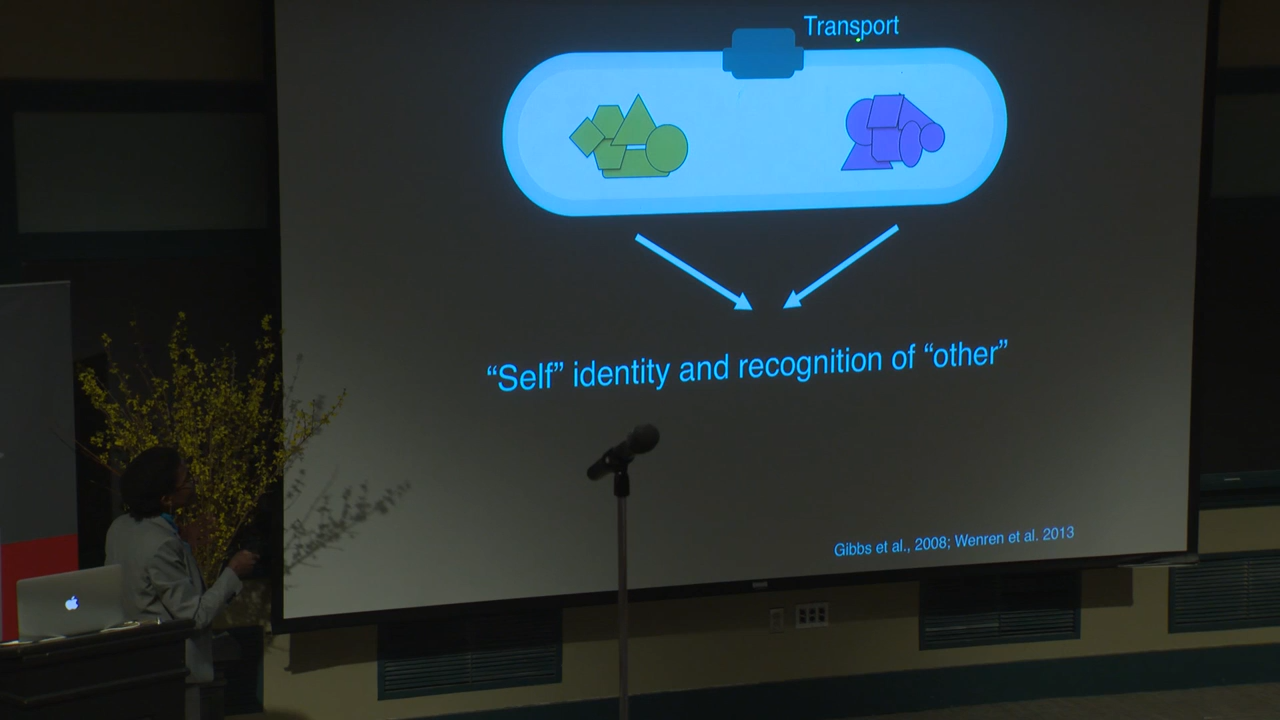 Transport
“Self” identity and recognition of “other”
Gibbs et al., 2008; Wenren et al. 2013